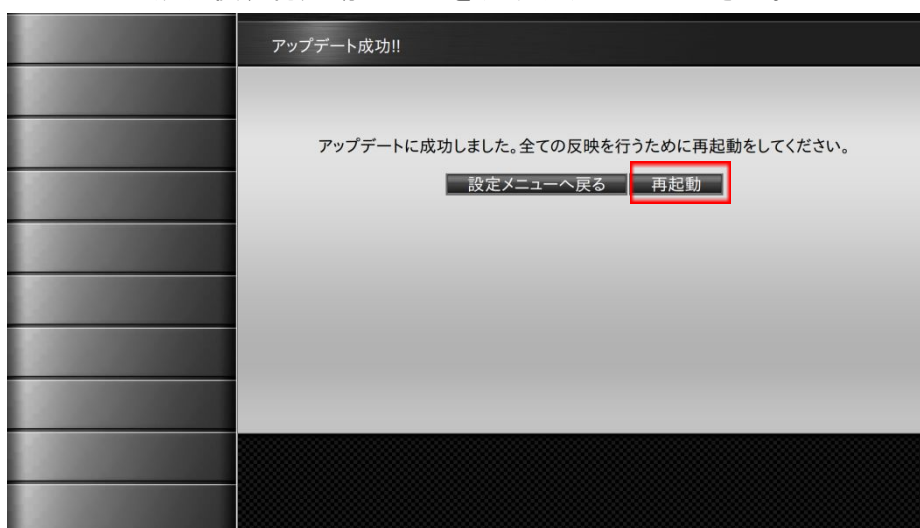 アップデート成功!!
アップデートに成功しました。全ての反映を行うために再起動をしてください。
設定メニューへ戻る 再起動